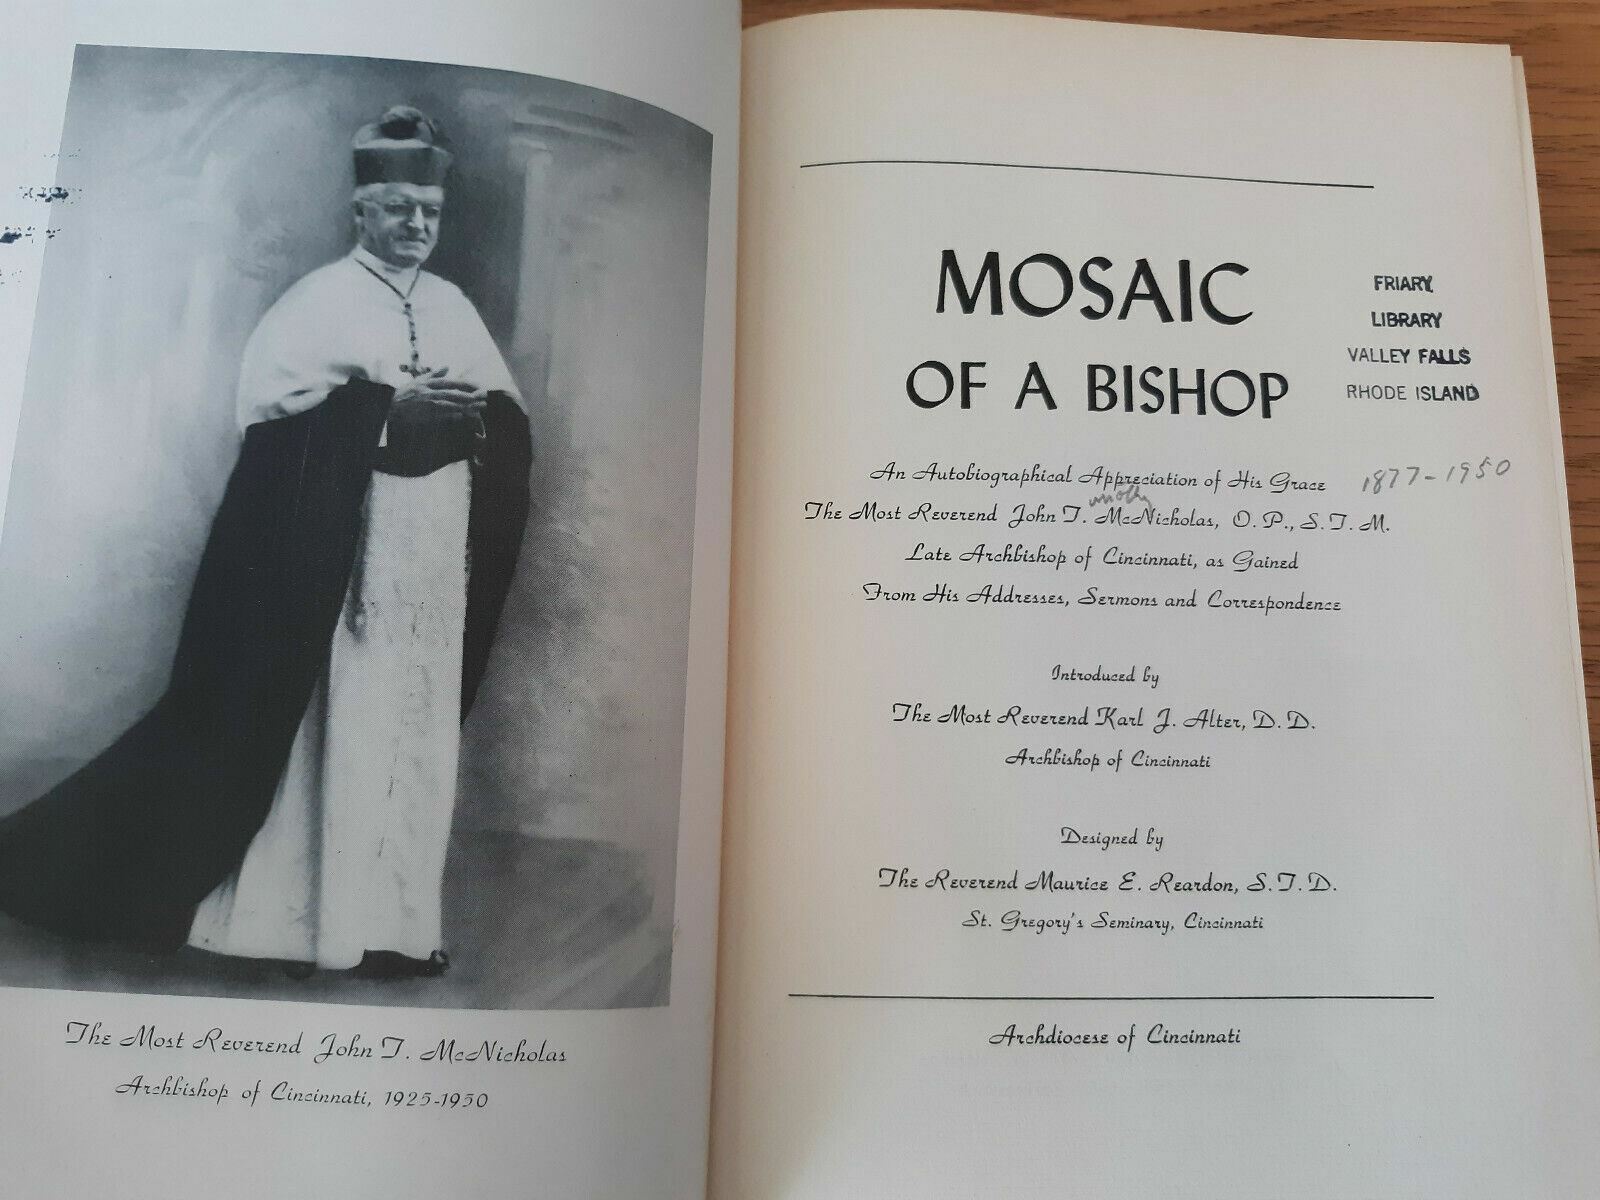 The Most Reverend John T. McNicholas
Archbishop of Cincinnati, 1925-1950
MOSAIC
OF A BISHOP
FRIARY
LIBRARY
VALLEY FALLS
RHODE ISLAND
An Autobiographical Appreciation of His Grace
1877-1950
imothy
The Most Reverend John T. McNicholas, O. P., S. T. M.
Late Archbishop of Cincinnati, as Gained
From His Addresses, Sermons and Correspondence
Introduced by
The Most Reverend Karl J. Alter, D. D.
Archbishop of Cincinnati
Designed by
The Reverend Maurice E. Reardon, S. T. D.
St. Gregory's Seminary, Cincinnati
Archdiocese of Cincinnati